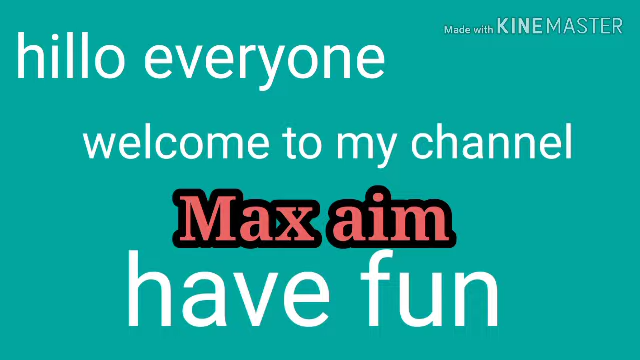 Made with KINEMASTER
hillo everyone
welcome to my channel
Max aim
have fun